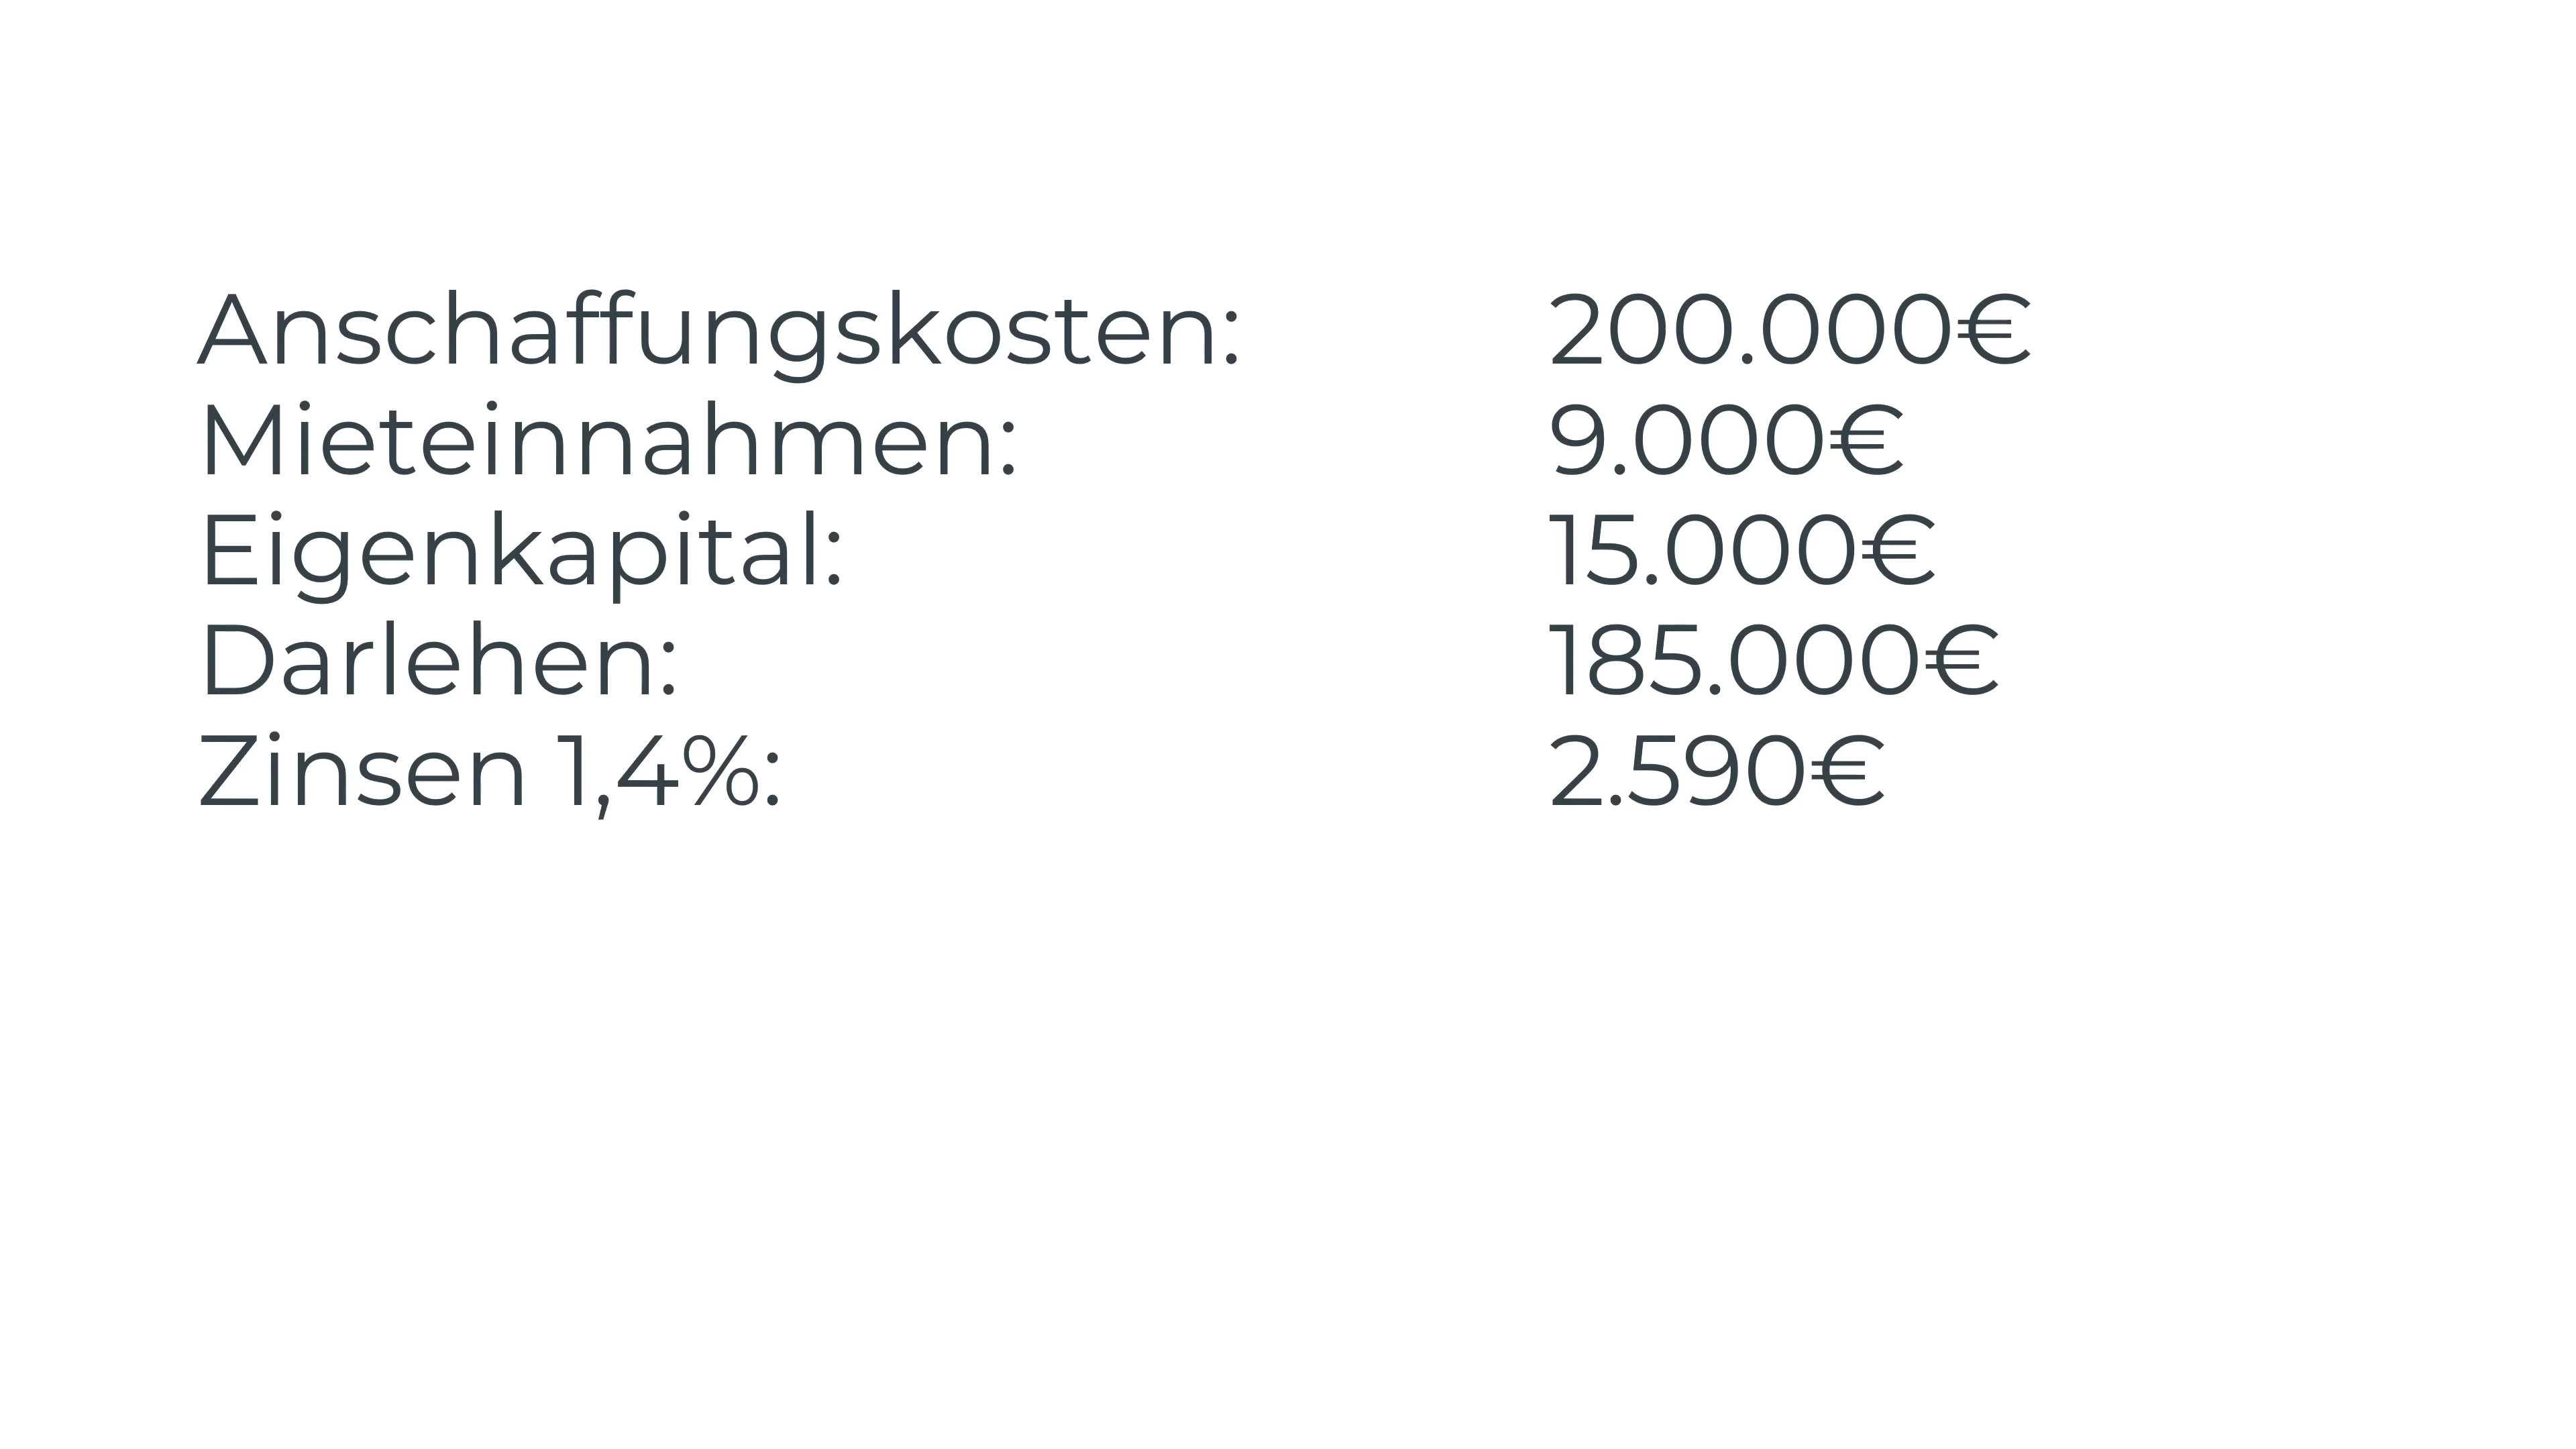 Anschaffungskosten: 200.000€
Mieteinnahmen: 9.000€
Eigenkapital: 15.000€
Darlehen: 185.000€
Zinsen 1,4%: 2.590€